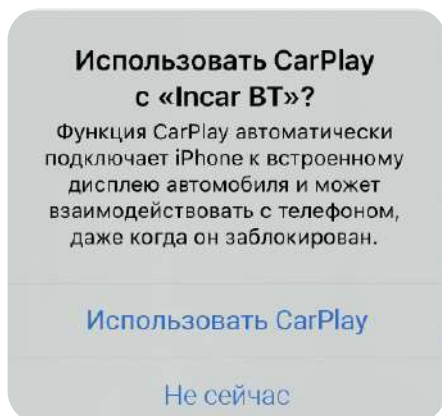 Использовать CarPlay
с «Incar BT»?
Функция CarPlay автоматически
подключает iPhone к встроенному
дисплею автомобиля и может
взаимодействовать с телефоном,
даже когда он заблокирован.
Использовать CarPlay
Не сейчас